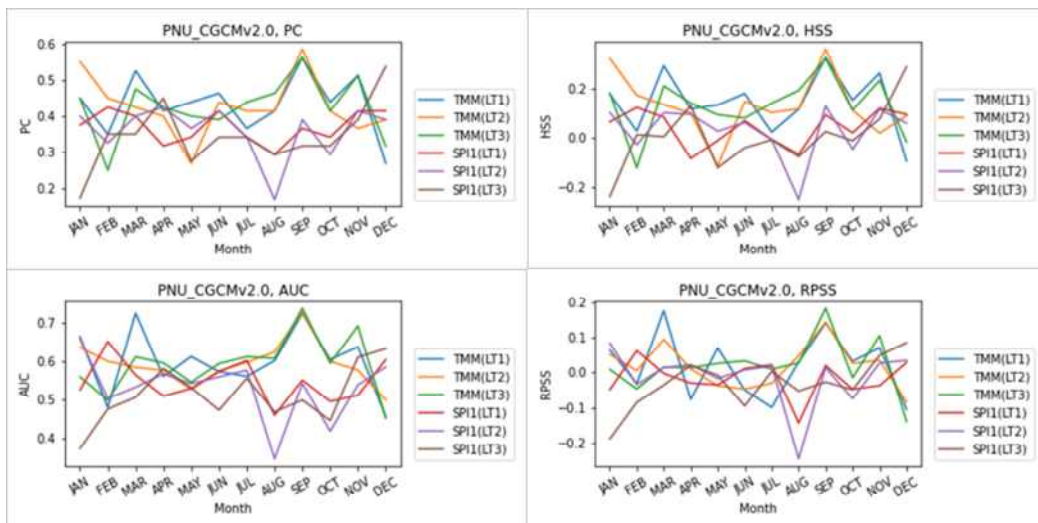 PNU_CGCMv2.0, PC
0.6
0.5
0.4
0.3
0.2
PC
JAN FEB MAR APR MAY JUN JUL AUG SEP OCT NOV DEC
Month
TMM(LT1)
TMM(LT2)
TMM(LT3)
SPI1(LT1)
SPI1(LT2)
SPI1(LT3)
PNU_CGCMv2.0, HSS
0.2
0.0
−0.2
HSS
JAN FEB MAR APR MAY JUN JUL AUG SEP OCT NOV DEC
Month
TMM(LT1)
TMM(LT2)
TMM(LT3)
SPI1(LT1)
SPI1(LT2)
SPI1(LT3)
PNU_CGCMv2.0, AUC
0.7
0.6
0.5
0.4
AUC
JAN FEB MAR APR MAY JUN JUL AUG SEP OCT NOV DEC
Month
TMM(LT1)
TMM(LT2)
TMM(LT3)
SPI1(LT1)
SPI1(LT2)
SPI1(LT3)
PNU_CGCMv2.0, RPSS
0.2
0.1
0.0
−0.1
−0.2
RPSS
JAN FEB MAR APR MAY JUN JUL AUG SEP OCT NOV DEC
Month
TMM(LT1)
TMM(LT2)
TMM(LT3)
SPI1(LT1)
SPI1(LT2)
SPI1(LT3)